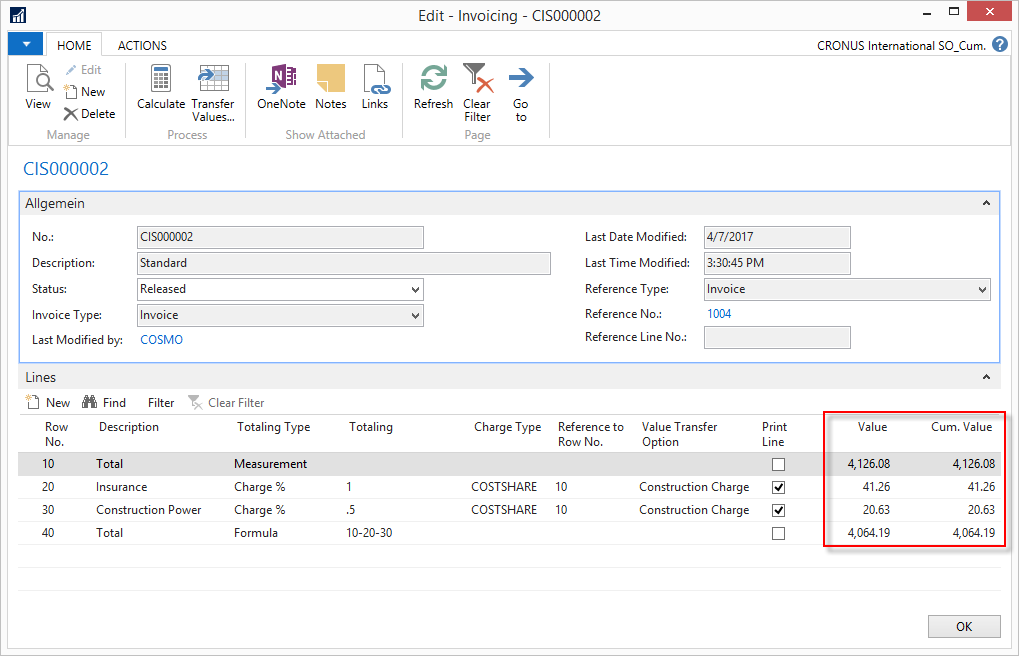 Edit - Invoicing - CIS000002
HOME ACTIONS CRONUS International SO_Cum. ?
View Edit New Delete
Manage
Calculate Transfer Values...
Process
OneNote Notes Links
Show Attached
Refresh Clear Filter Go to
Page
CIS000002
Allgemein
No.: CIS000002 Last Date Modified: 4/7/2017
Description: Standard Last Time Modified: 3:30:45 PM
Status: Released Reference Type: Invoice
Invoice Type: Invoice Reference No.: 1004
Last Modified by: COSMO Reference Line No.:
Lines
New Find Filter Clear Filter
Row No. Description Totaling Type Totaling Charge Type Reference to Row No. Value Transfer Option Print Line Value Cum. Value
10 Total Measurement 4,126.08 4,126.08
20 Insurance Charge % 1 COSTSHARE 10 Construction Charge 41.26 41.26
30 Construction Power Charge % .5 COSTSHARE 10 Construction Charge 20.63 20.63
40 Total Formula 10-20-30 4,064.19 4,064.19
OK